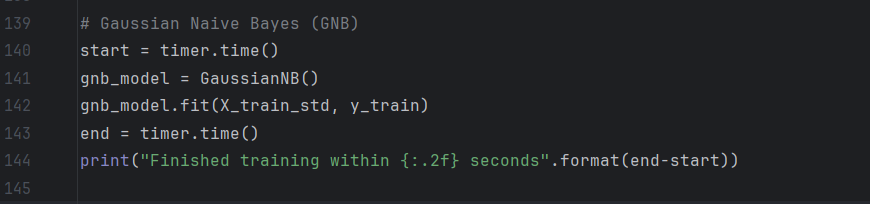 139 # Gaussian Naive Bayes (GNB)
140 start = timer.time()
141 gnb_model = GaussianNB()
142 gnb_model.fit(X_train_std, y_train)
143 end = timer.time()
144 print("Finished training within {:.2f} seconds".format(end-start))
145